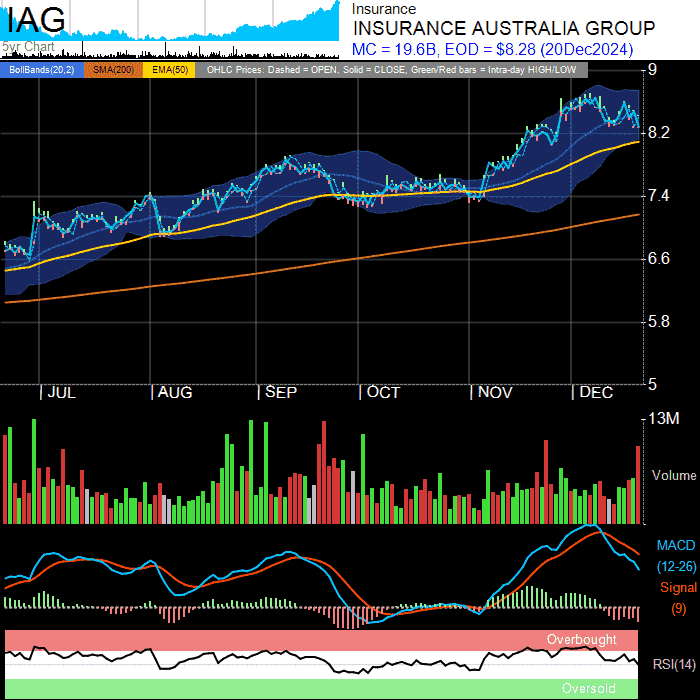 IAG
5yr Chart
Insurance
INSURANCE AUSTRALIA GROUP
MC = 19.6B, EOD = $8.28 (20Dec2024)
BollBands(20,2) SMA(200) EMA(50) OHLC Prices: Dashed = OPEN, Solid = CLOSE, Green/Red bars = Intra-day HIGH/LOW
9
8.2
7.4
6.6
5.8
5
| JUL | AUG | SEP | OCT | NOV | DEC
13M
Volume
MACD
(12-26)
Signal
(9)
Overbought
RSI(14)
Oversold